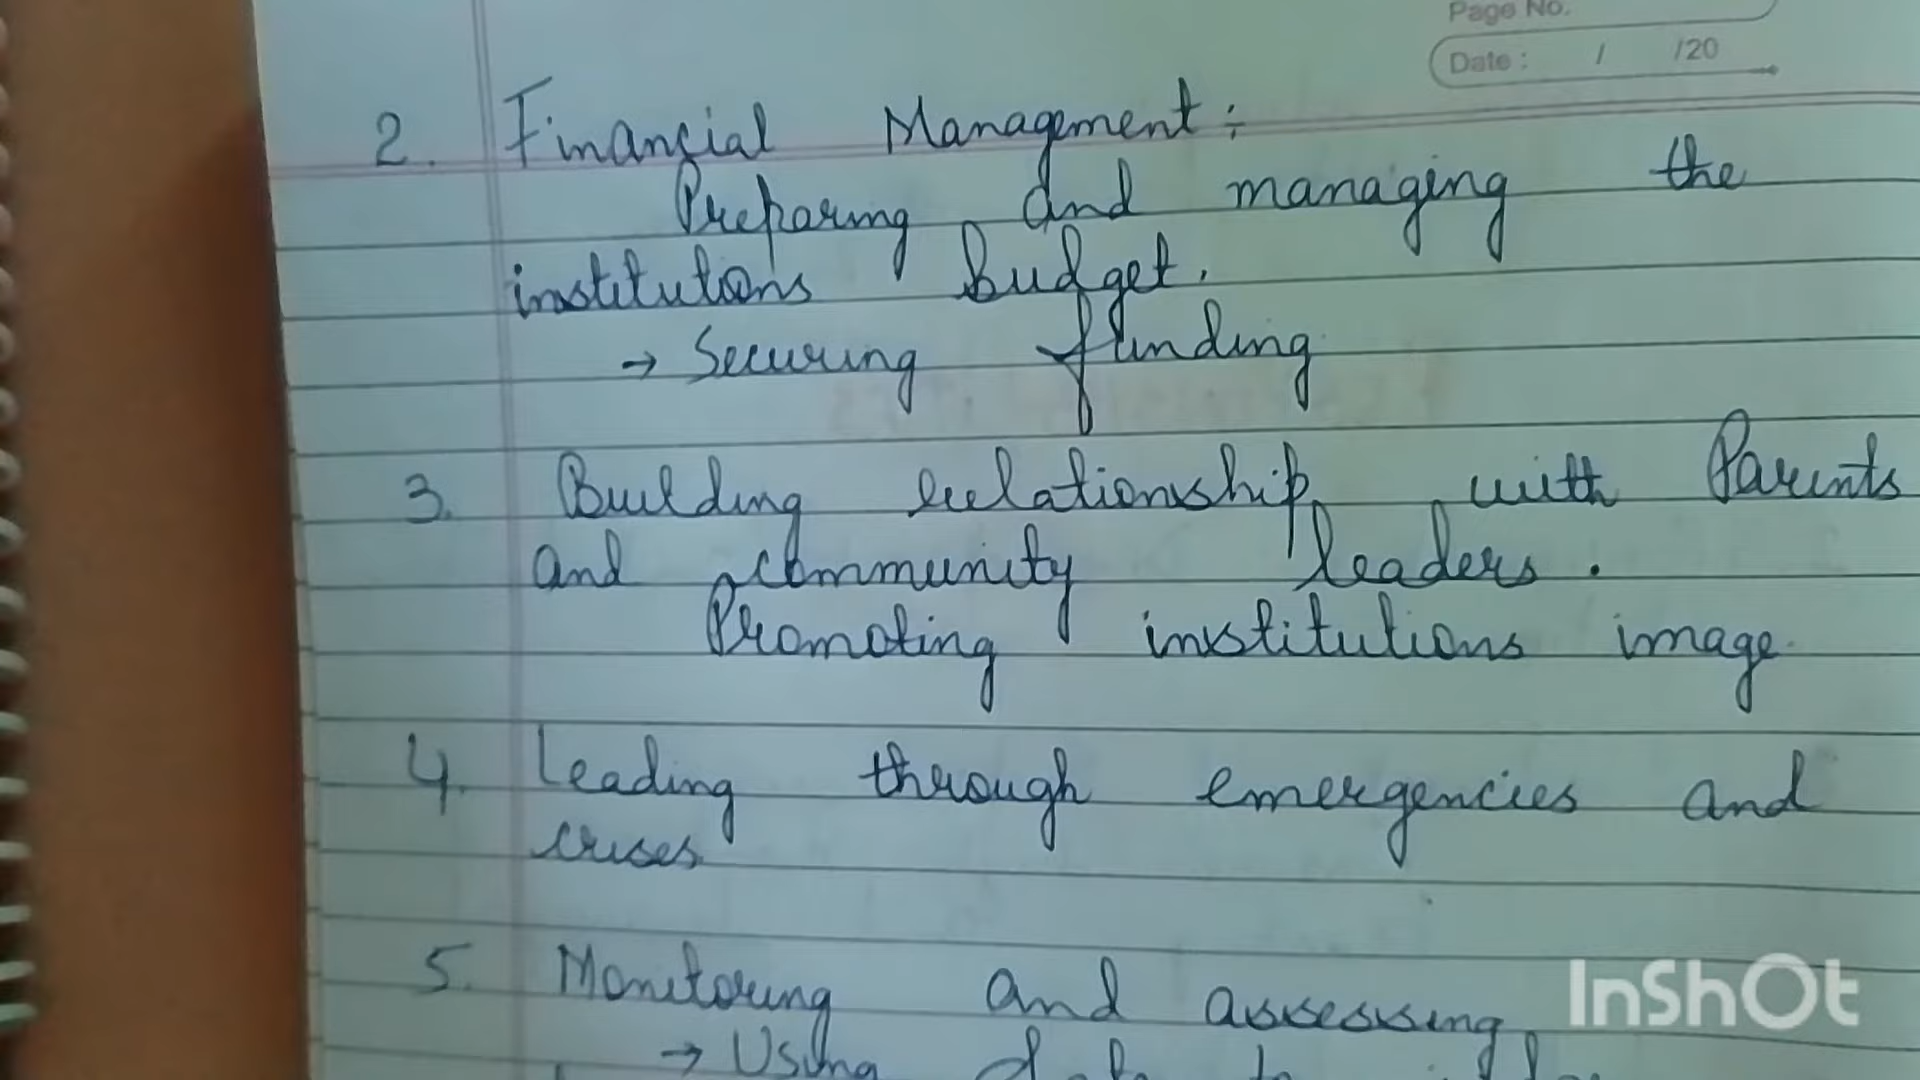 Page No.
Date : / /20
2. Financial Management :
Preparing and managing the
institutions budget.
→ Securing funding
3. Building relationship with Parents
and community leaders.
Promoting institutions image.
4. Leading through emergencies and
crises
5. Monitoring and assessing
→ Using
InShOt